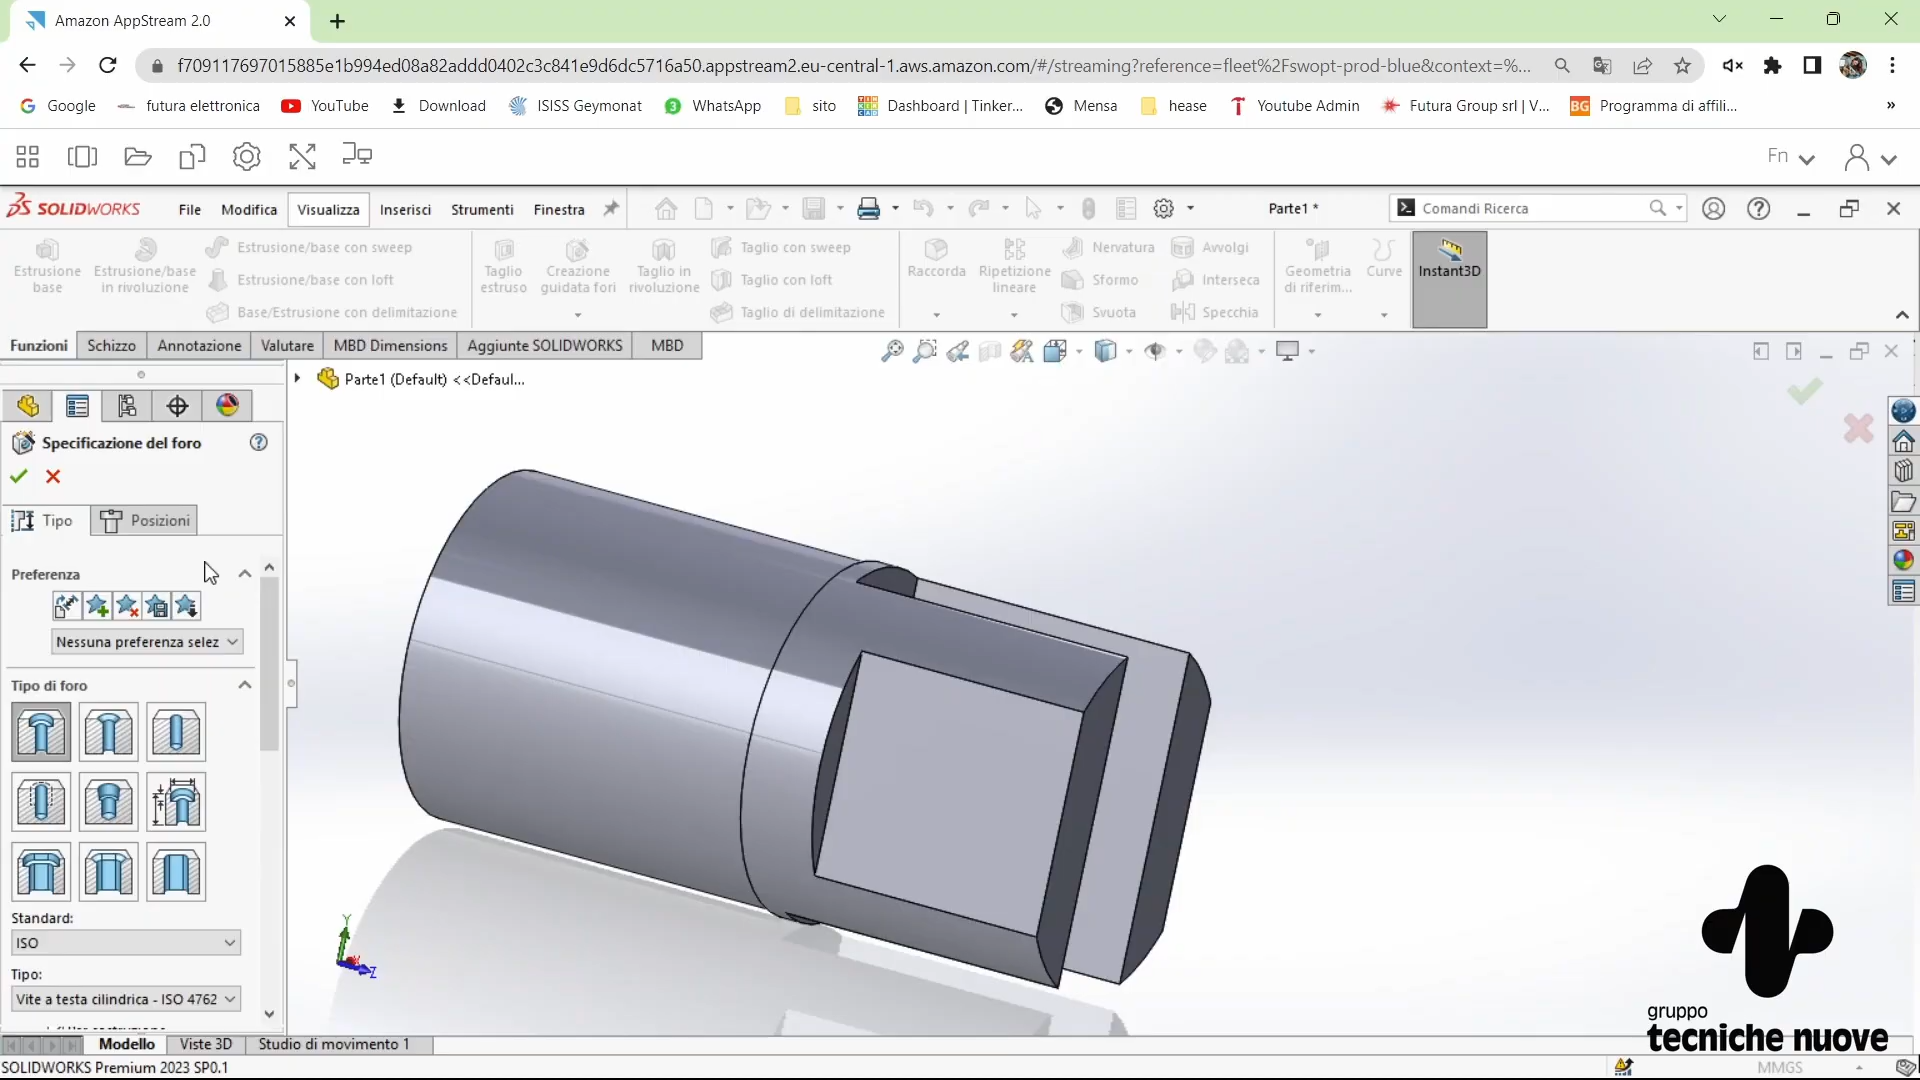 Amazon AppStream 2.0
f709117697015885e1b994ed08a82addd0402c3c841e9d6dc5716a50.appstream2.eu-central-1.aws.amazon.com/#/streaming?reference=fleet%2Fswopt-prod-blue&context=%...
Google futura elettronica YouTube Download ISISS Geymonat WhatsApp sito Dashboard | Tinker... Mensa hease Youtube Admin Futura Group srl | V... BG Programma di affili... »
Fn
SOLIDWORKS File Modifica Visualizza Inserisci Strumenti Finestra Parte1 * Comandi Ricerca
Estrusione base
Estrusione/base in rivoluzione
Estrusione/base con sweep
Estrusione/base con loft
Base/Estrusione con delimitazione
Taglio estruso
Creazione guidata fori
Taglio in rivoluzione
Taglio con sweep
Taglio con loft
Taglio di delimitazione
Raccorda
Ripetizione lineare
Nervatura
Sformo
Svuota
Avvolgi
Interseca
Specchia
Geometria di riferim...
Curve
Instant3D
Funzioni Schizzo Annotazione Valutare MBD Dimensions Aggiunte SOLIDWORKS MBD
Parte1 (Default) <<Defaul...
Specificazione del foro
Tipo Posizioni
Preferenza
Nessuna preferenza selez
Tipo di foro
Standard:
ISO
Tipo:
Vite a testa cilindrica - ISO 4762
Y
X
Z
gruppo
tecniche nuove
Modello Viste 3D Studio di movimento 1
SOLIDWORKS Premium 2023 SP0.1 MMGS